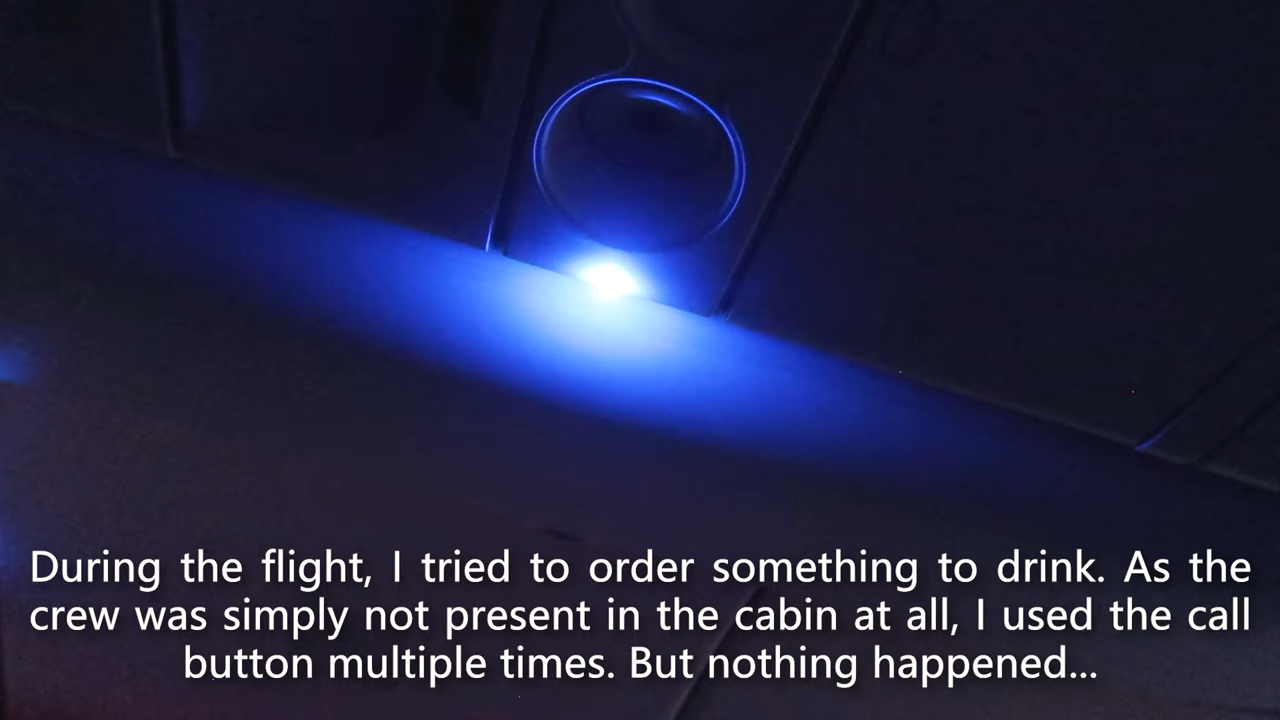 During the flight, I tried to order something to drink. As the
crew was simply not present in the cabin at all, I used the call
button multiple times. But nothing happened...